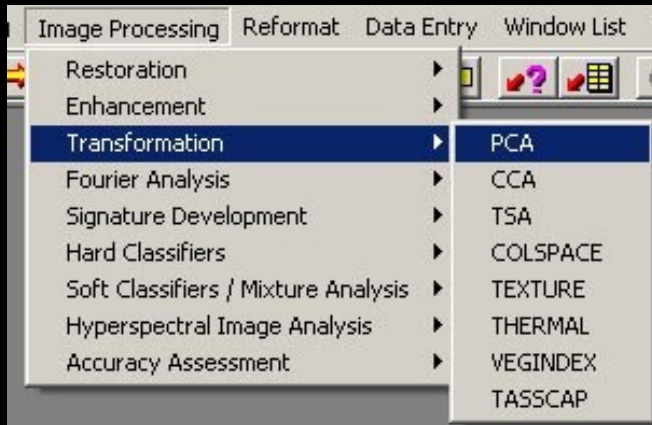 Image Processing Reformat Data Entry Window List
Restoration
Enhancement
Transformation
Fourier Analysis
Signature Development
Hard Classifiers
Soft Classifiers / Mixture Analysis
Hyperspectral Image Analysis
Accuracy Assessment
PCA
CCA
TSA
COLSPACE
TEXTURE
THERMAL
VEGINDEX
TASSCAP